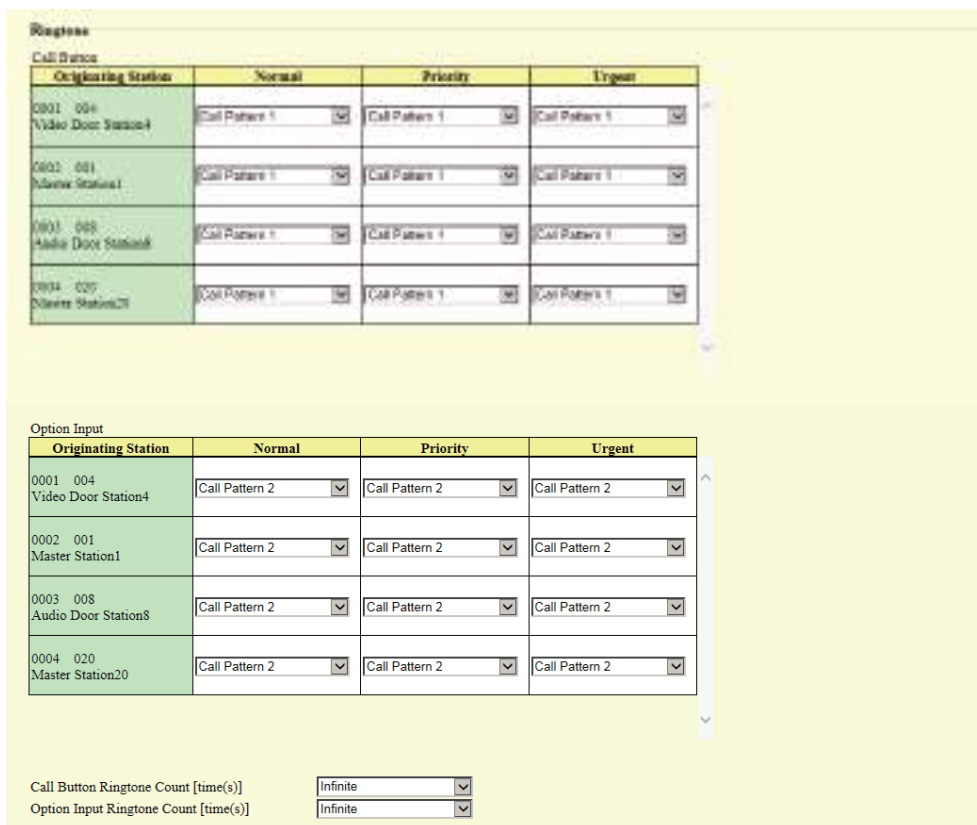 Ringtone
Call Button
Originating Station Normal Priority Urgent
0001 004
Video Door Station4
Call Pattern 1 Call Pattern 1 Call Pattern 1
0002 001
Master Station1
Call Pattern 1 Call Pattern 1 Call Pattern 1
0003 008
Audio Door Station8
Call Pattern 1 Call Pattern 1 Call Pattern 1
0004 020
Master Station20
Call Pattern 1 Call Pattern 1 Call Pattern 1
Option Input
Originating Station Normal Priority Urgent
0001 004
Video Door Station4
Call Pattern 2 Call Pattern 2 Call Pattern 2
0002 001
Master Station1
Call Pattern 2 Call Pattern 2 Call Pattern 2
0003 008
Audio Door Station8
Call Pattern 2 Call Pattern 2 Call Pattern 2
0004 020
Master Station20
Call Pattern 2 Call Pattern 2 Call Pattern 2
Call Button Ringtone Count [time(s)] Infinite
Option Input Ringtone Count [time(s)] Infinite